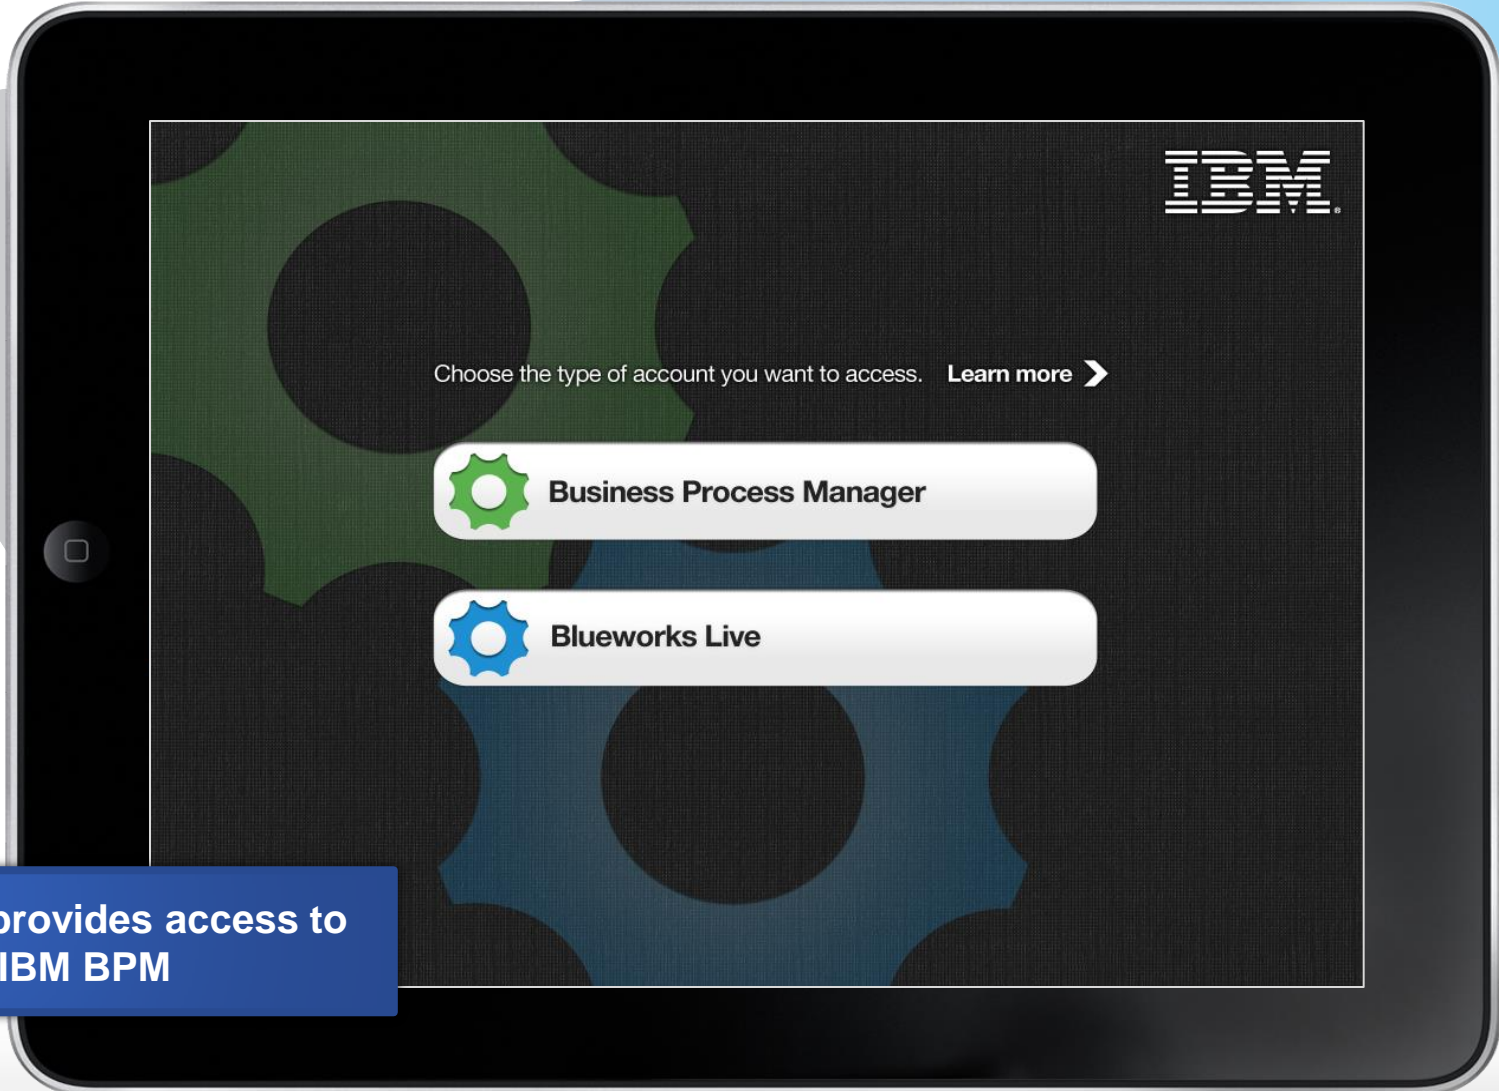 IBM®
Choose the type of account you want to access. Learn more
Business Process Manager
Blueworks Live
provides access to
IBM BPM